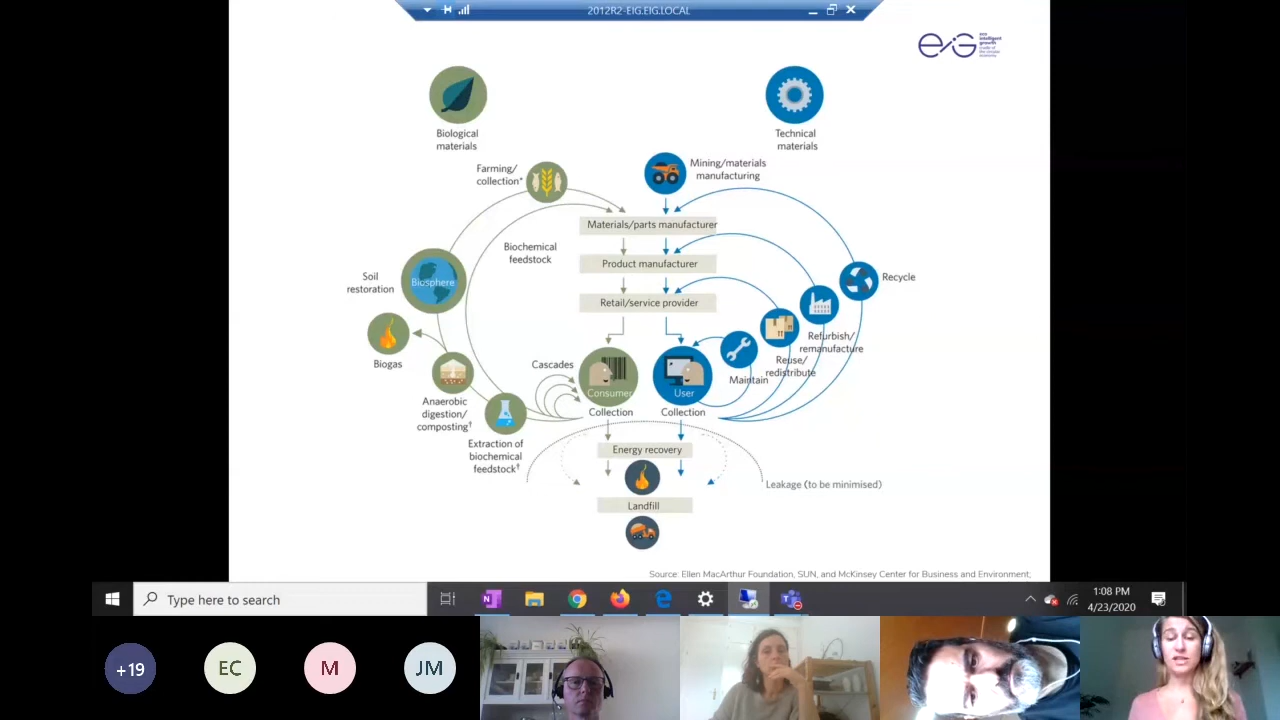 2012R2-EIG.EIG.LOCAL
eiG
eco
intelligent
growth
Biological
materials
Technical
materials
Farming/
collection*
Mining/materials
manufacturing
Materials/parts manufacturer
Biochemical
feedstock
Product manufacturer
Soil
restoration
Biosphere
Recycle
Retail/service provider
Refurbish/
remanufacture
Reuse/
redistribute
Biogas
Cascades
Maintain
Consumer
User
Anaerobic
digestion/
composting†
Collection
Collection
Extraction of
biochemical
feedstock†
Energy recovery
Leakage (to be minimised)
Landfill
Source: Ellen MacArthur Foundation, SUN, and McKinsey Center for Business and Environment;
Type here to search
1:08 PM
4/23/2020
+19
EC
M
JM